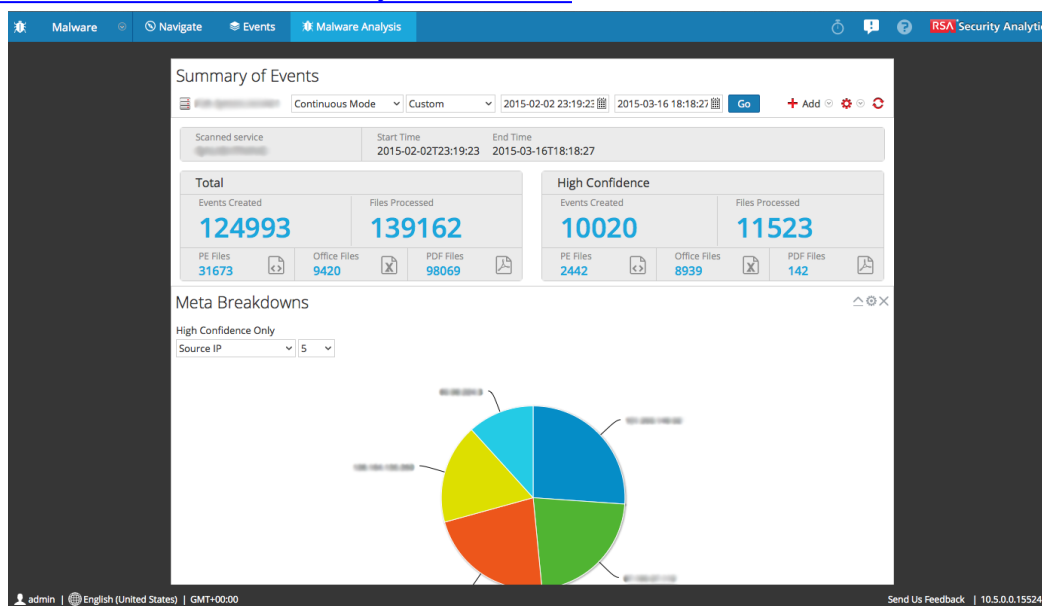 Malware Navigate Events Malware Analysis RSA Security Analytic
Summary of Events
Continuous Mode Custom 2015-02-02 23:19:23 2015-03-16 18:18:27 Go Add
Scanned service Start Time End Time
2015-02-02T23:19:23 2015-03-16T18:18:27
Total
Events Created Files Processed
124993 139162
PE Files Office Files PDF Files
31673 9420 98069
High Confidence
Events Created Files Processed
10020 11523
PE Files Office Files PDF Files
2442 8939 142
Meta Breakdowns
High Confidence Only
Source IP 5
admin | English (United States) | GMT+00:00 Send Us Feedback | 10.5.0.0.15524